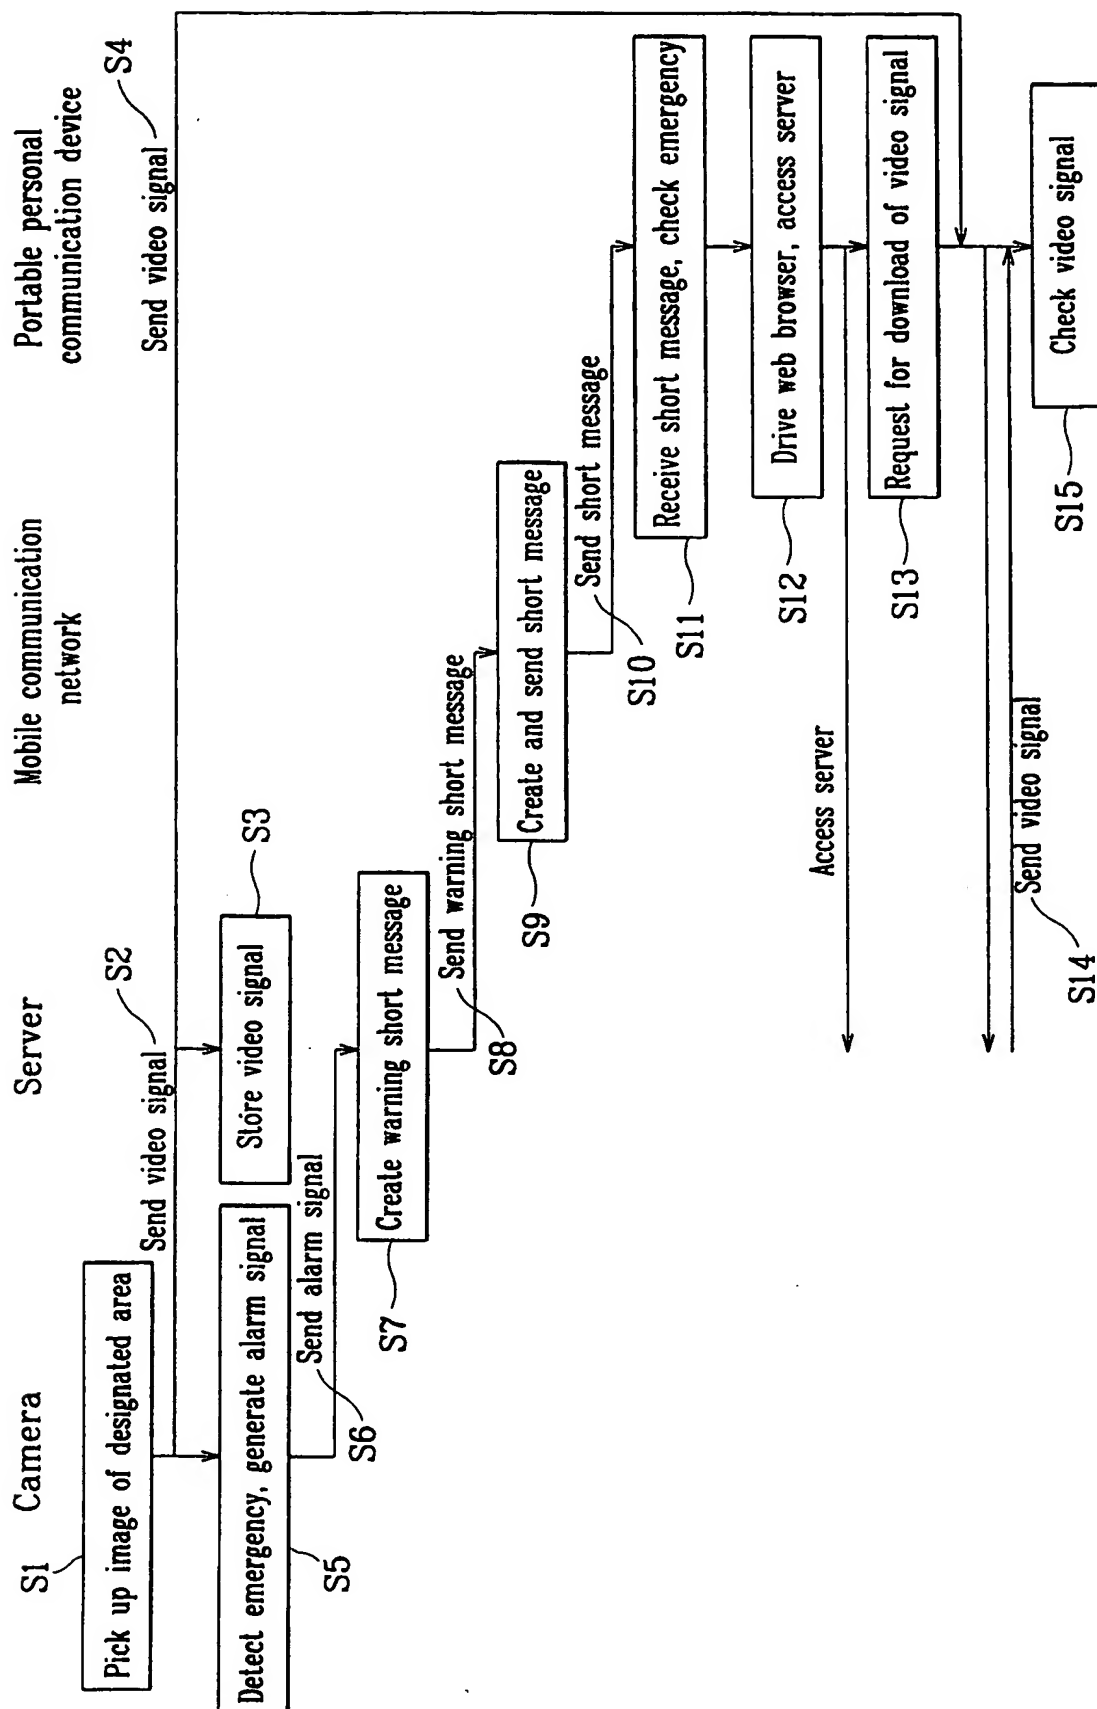 Camera
Server
Mobile communication
network
Portable personal
communication device
S1
Pick up image of designated area
Send video signal
S2
Send video signal
S4
Detect emergency, generate alarm signal
S5
Store video signal
S3
Send alarm signal
S6
Create warning short message
S7
Send warning short message
S8
Create and send short message
S9
Send short message
S10
Receive short message, check emergency
S11
Drive web browser, access server
S12
Access server
Request for download of video signal
S13
Send video signal
S14
Check video signal
S15